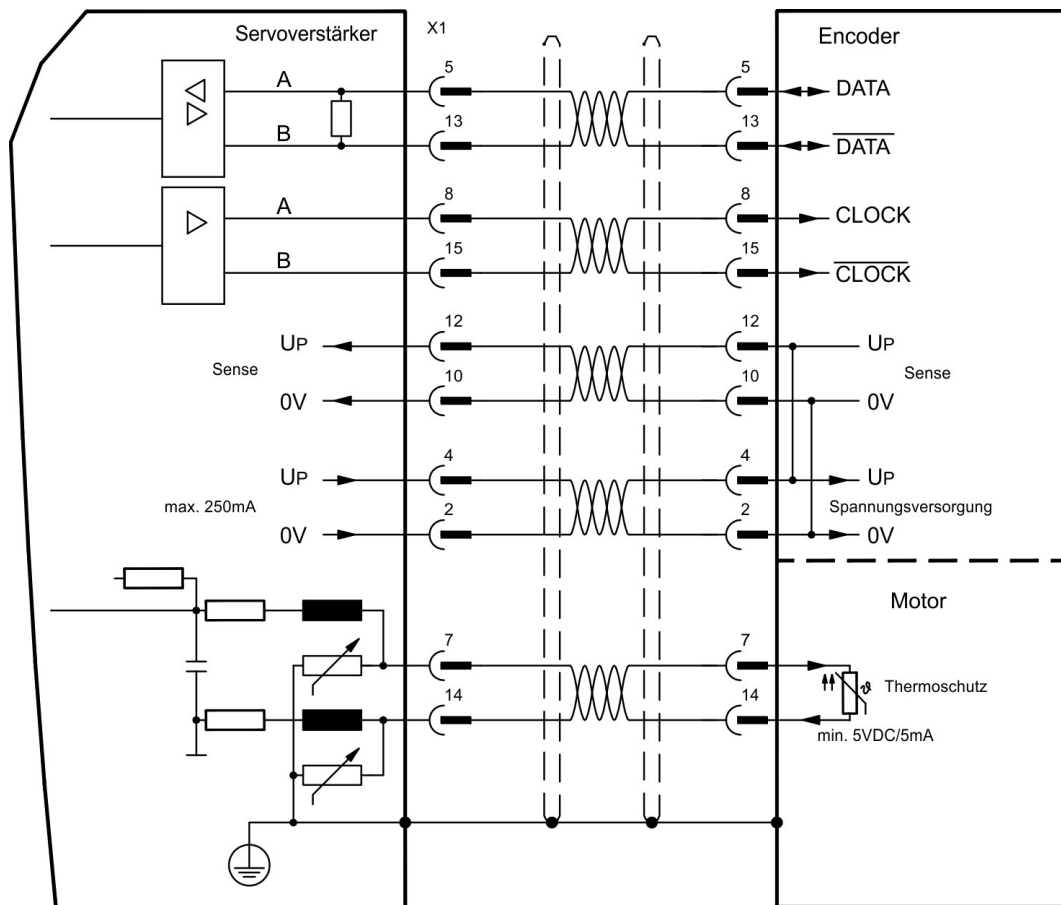 Servoverstärker X1 Encoder
5 5
A DATA
13 13
B DATA
8 8
A CLOCK
15 15
B CLOCK
12 12
UP UP
Sense Sense
10 10
0V 0V
4 4
UP UP
max. 250mA Spannungsversorgung
2 2
0V 0V
Motor
7 7
ϑ Thermoschutz
14 14
min. 5VDC/5mA